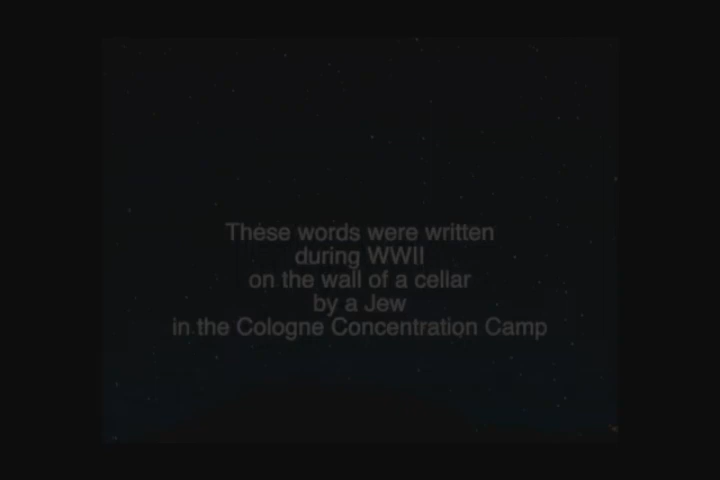 These words were written
during WWII
on the wall of a cellar
by a Jew
in the Cologne Concentration Camp